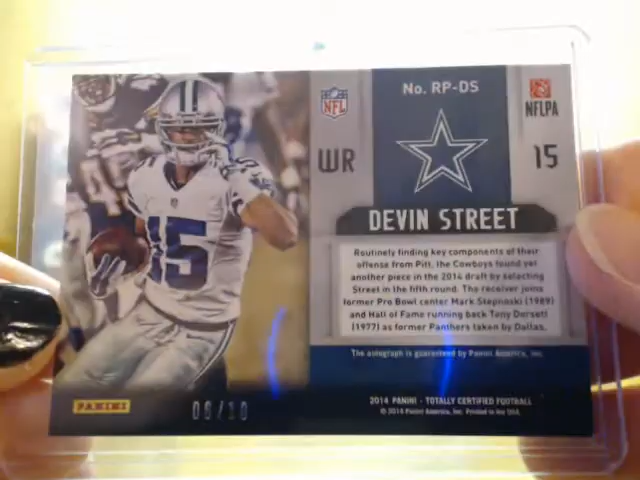 No. RP-DS
NFL
NFLPA
WR
15
DEVIN STREET
Routinely finding key components of their
offense from Pitt, the Cowboys found yet
another piece in the 2014 draft by selecting
Street in the fifth round. The receiver joins
former Pro Bowl center Mark Stepnoski (1989)
and Hall of Fame running back Tony Dorsett
(1977) as former Panthers taken by Dallas.
The autograph is guaranteed by Panini America, Inc.
2014 PANINI - TOTALLY CERTIFIED FOOTBALL
© 2014 Panini America, Inc. Printed in the USA.
PANINI
15